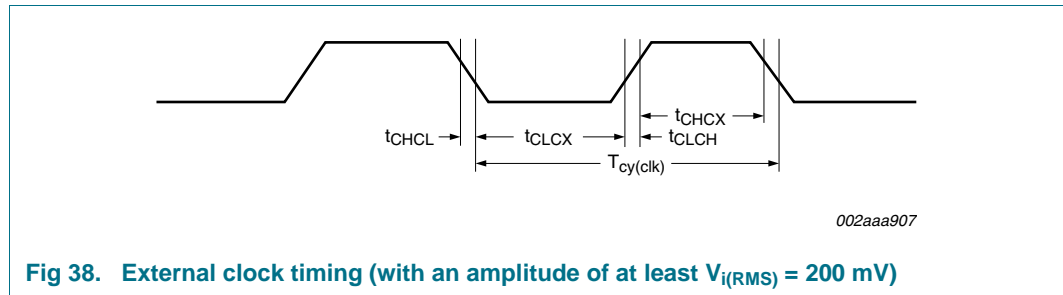 tCHCX
tCHCL tCLCX tCLCH
Tcy(clk)
002aaa907
Fig 38. External clock timing (with an amplitude of at least Vi(RMS) = 200 mV)